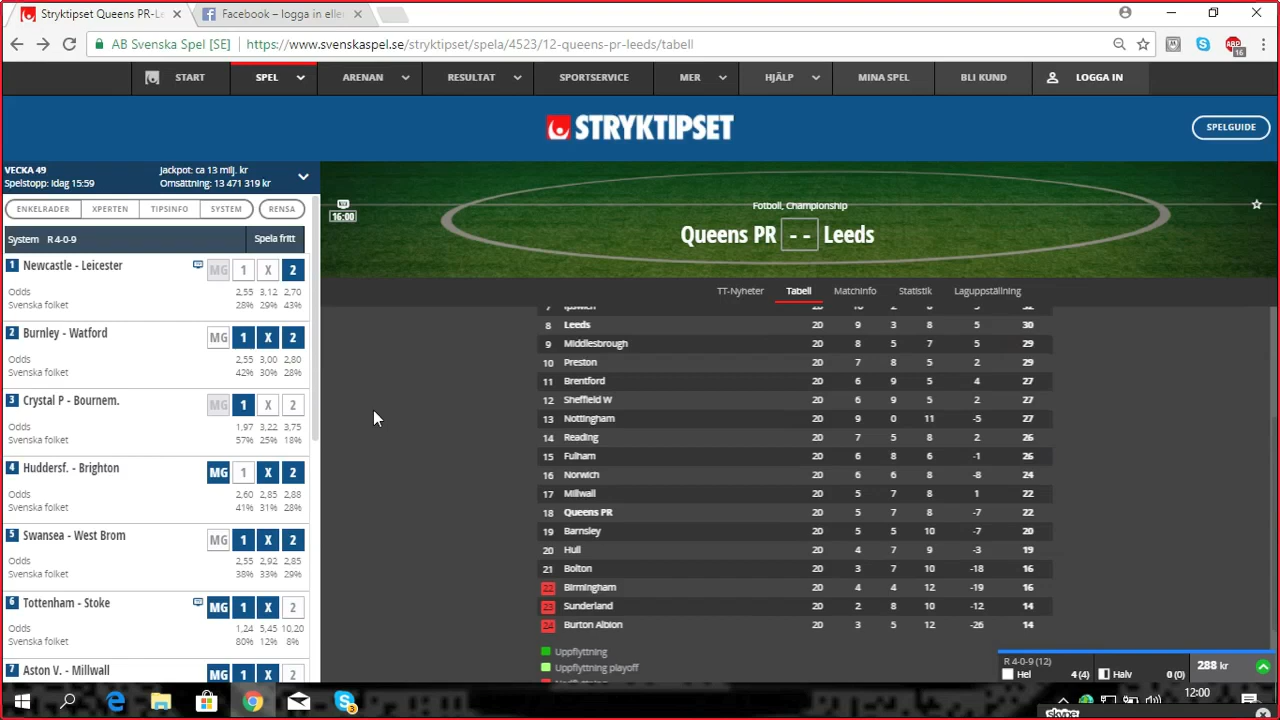 Stryktipset Queens PR-Le
Facebook – logga in elle
AB Svenska Spel [SE]
https://www.svenskaspel.se/stryktipset/spela/4523/12-queens-pr-leeds/tabell
ABP
16
START
SPEL
ARENAN
RESULTAT
SPORTSERVICE
MER
HJÄLP
MINA SPEL
BLI KUND
LOGGA IN
STRYKTIPSET
SPELGUIDE
VECKA 49
Spelstopp: Idag 15:59
Jackpot: ca 13 milj. kr
Omsättning: 13 471 319 kr
ENKELRADER XPERTEN TIPSINFO SYSTEM RENSA
System R 4-0-9 Spela fritt
1 Newcastle - Leicester MG 1 X 2
Odds 2,55 3,12 2,70
Svenska folket 28% 29% 43%
2 Burnley - Watford MG 1 X 2
Odds 2,55 3,00 2,80
Svenska folket 42% 30% 28%
3 Crystal P - Bournem. MG 1 X 2
Odds 1,97 3,22 3,75
Svenska folket 57% 25% 18%
4 Huddersf. - Brighton MG 1 X 2
Odds 2,60 2,85 2,88
Svenska folket 41% 31% 28%
5 Swansea - West Brom MG 1 X 2
Odds 2,55 2,92 2,85
Svenska folket 38% 33% 29%
6 Tottenham - Stoke MG 1 X 2
Odds 1,24 5,45 10,20
Svenska folket 80% 12% 8%
7 Aston V. - Millwall MG 1 X 2
16:00
Fotboll, Championship
Queens PR - - Leeds
TT-Nyheter Tabell Matchinfo Statistik Laguppställning
8 Leeds 20 9 3 8 5 30
9 Middlesbrough 20 8 5 7 5 29
10 Preston 20 7 8 5 2 29
11 Brentford 20 6 9 5 4 27
12 Sheffield W 20 6 9 5 2 27
13 Nottingham 20 9 0 11 -5 27
14 Reading 20 7 5 8 2 26
15 Fulham 20 6 8 6 -1 26
16 Norwich 20 6 6 8 -8 24
17 Millwall 20 5 7 8 1 22
18 Queens PR 20 5 7 8 -7 22
19 Barnsley 20 5 5 10 -7 20
20 Hull 20 4 7 9 -3 19
21 Bolton 20 3 7 10 -18 16
22 Birmingham 20 4 4 12 -19 16
23 Sunderland 20 2 8 10 -12 14
24 Burton Albion 20 3 5 12 -26 14
Uppflyttning
Uppflyttning playoff
R 4-0-9 (12)
Hel 4(4)
Halv 0(0)
288 kr
3
12:00
skype